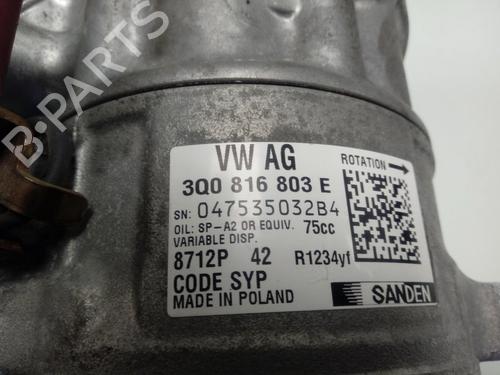 B-PARTS
VW AG
ROTATION
3Q0 816 803 E
SN: 047535032B4
OIL: SP-A2 OR EQUIV. 75cc
VARIABLE DISP.
8712P 42 R1234yf
CODE SYP
MADE IN POLAND
SANDEN